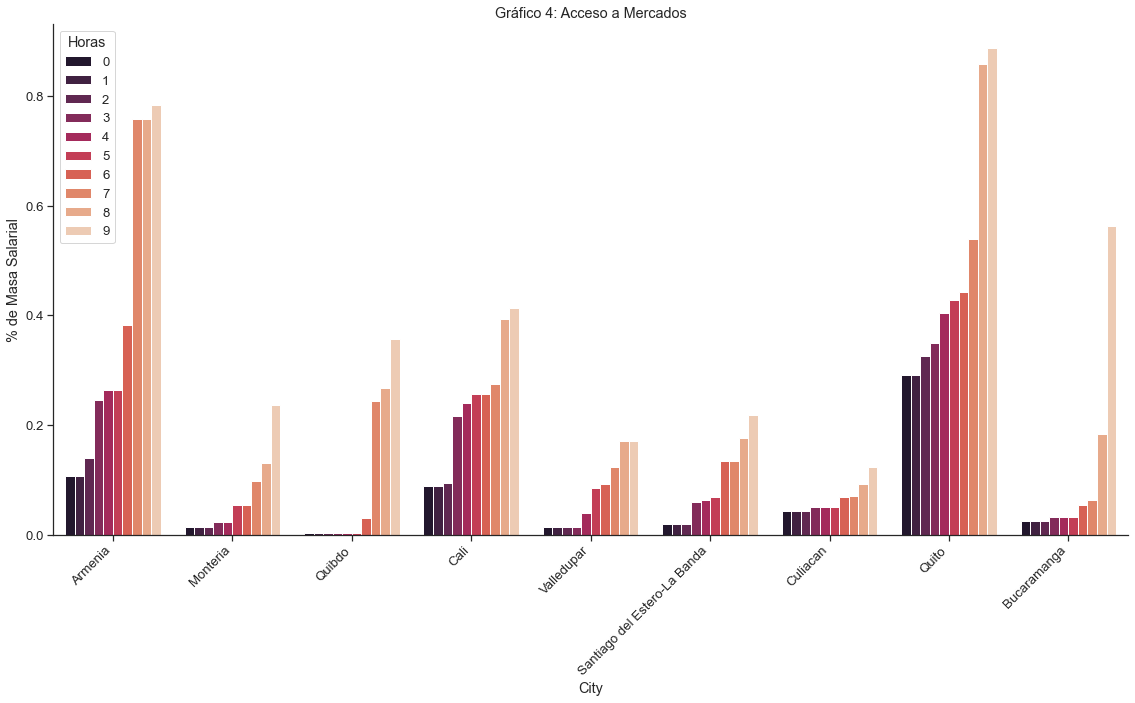 Gráfico 4: Acceso a Mercados
Horas
0
1
2
3
4
5
6
7
8
9
% de Masa Salarial
0.8
0.6
0.4
0.2
0.0
Armenia
Monteria
Quibdo
Cali
Valledupar
Santiago del Estero-La Banda
Culiacan
Quito
Bucaramanga
City